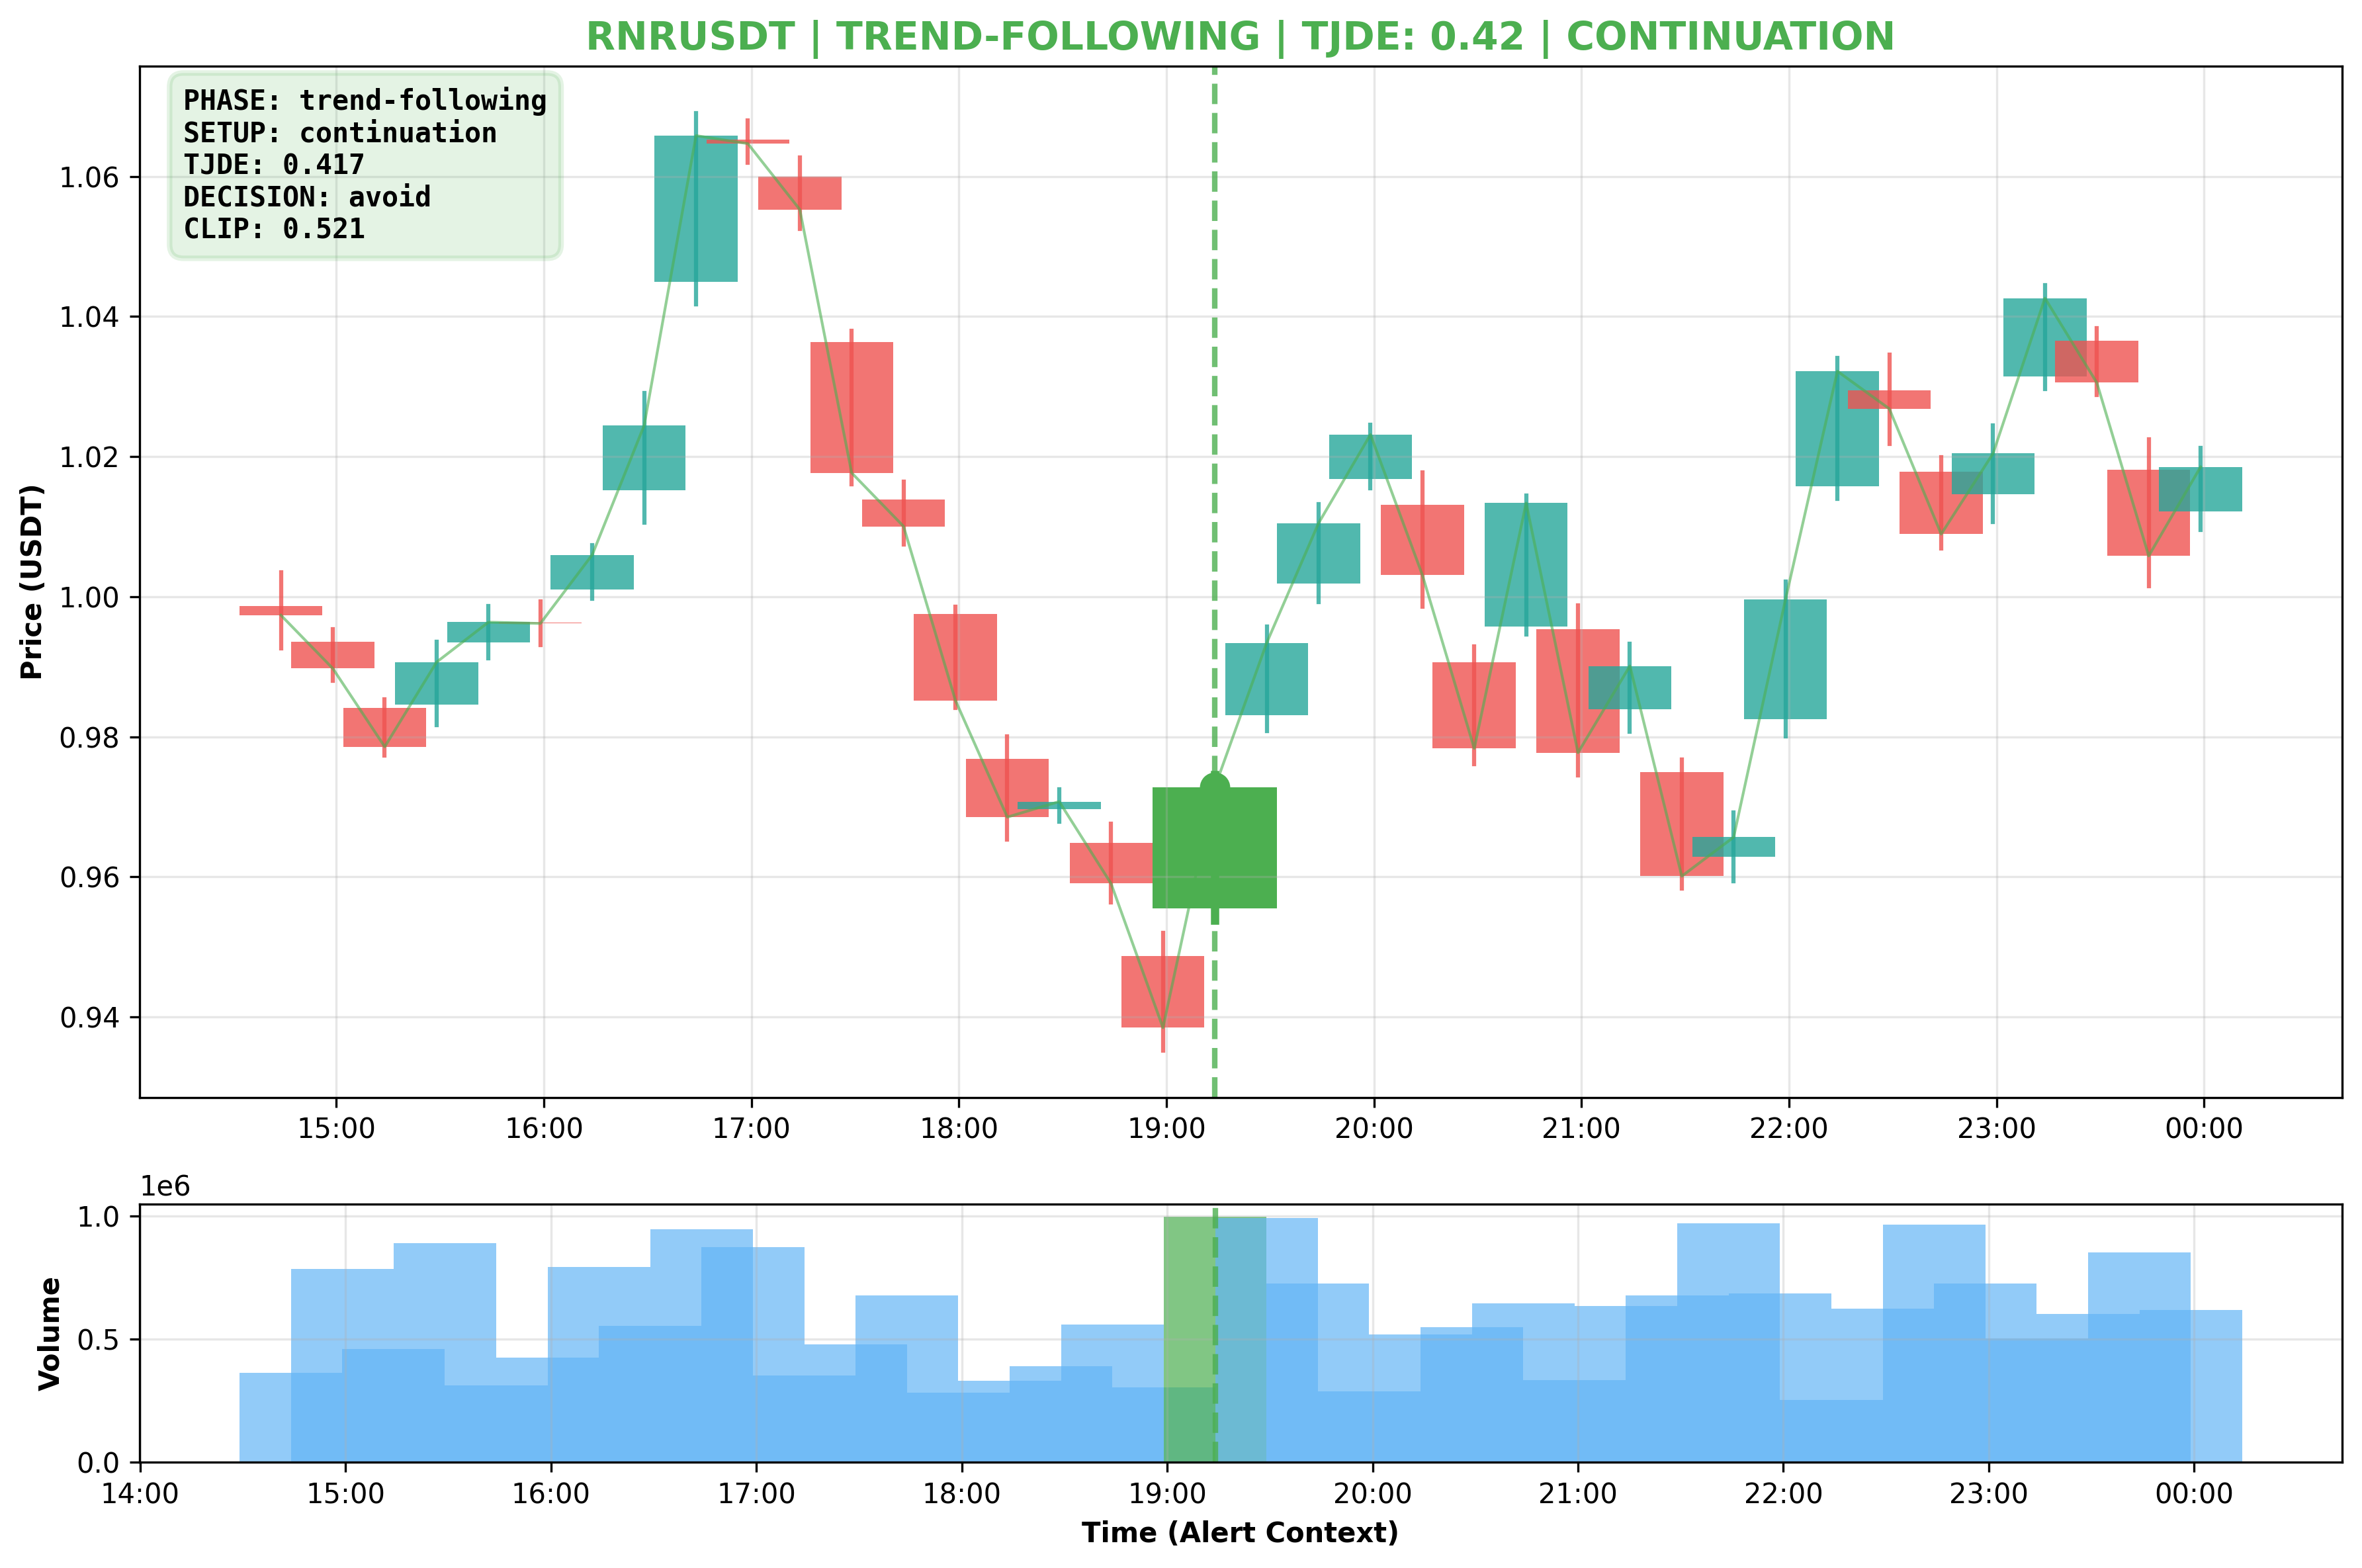 RNRUSDT | TREND-FOLLOWING | TJDE: 0.42 | CONTINUATION
PHASE: trend-following
SETUP: continuation
TJDE: 0.417
DECISION: avoid
CLIP: 0.521
Price (USDT)
1.06
1.04
1.02
1.00
0.98
0.96
0.94
15:00 16:00 17:00 18:00 19:00 20:00 21:00 22:00 23:00 00:00
1e6
Volume
1.0
0.5
0.0
14:00 15:00 16:00 17:00 18:00 19:00 20:00 21:00 22:00 23:00 00:00
Time (Alert Context)